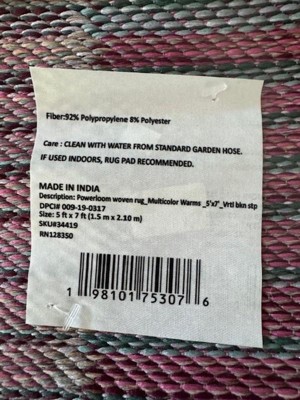 Fiber:92% Polypropylene 8% Polyester
Care : CLEAN WITH WATER FROM STANDARD GARDEN HOSE.
IF USED INDOORS, RUG PAD RECOMMENDED.
MADE IN INDIA
Description: Powerloom woven rug_Multicolor Warms _5'x7'_Vrtl bkn stp
DPCI# 009-19-0317
Size: 5 ft x 7 ft (1.5 m x 2.10 m)
SKU#34419
RN128350
1 98101 75307 6